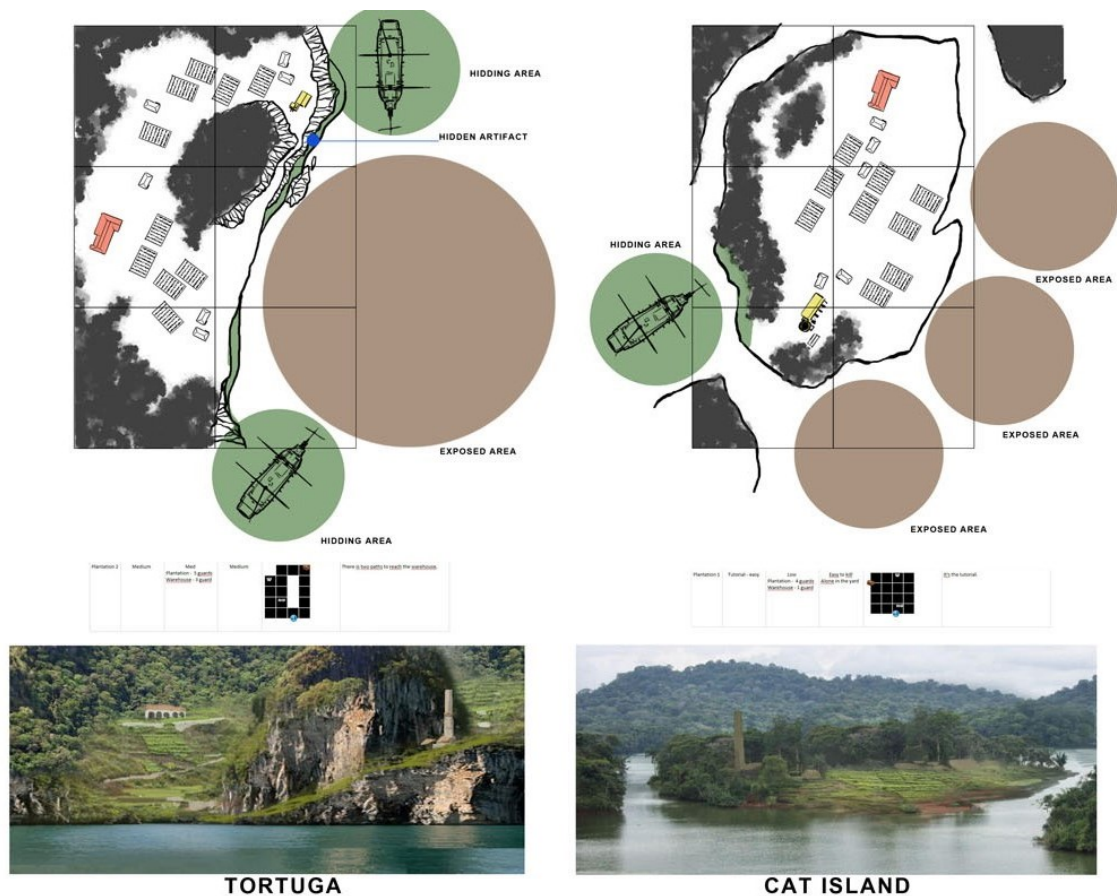 HIDDING AREA
HIDDEN ARTIFACT
EXPOSED AREA
HIDDING AREA
HIDDING AREA
EXPOSED AREA
EXPOSED AREA
EXPOSED AREA
Plantation 2
Medium
Med
Plantation - 5 guards
Warehouse - 3 guard
Medium
There is two paths to reach the warehouse.
Plantation 1
Tutorial - easy
Low
Plantation - 4 guards
Warehouse - 1 guard
Easy to kill
Alone in the yard
It's the tutorial.
TORTUGA
CAT ISLAND